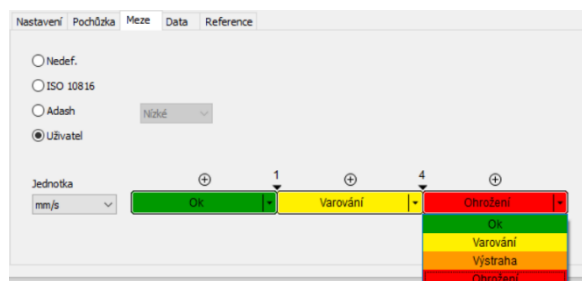 Nastavení Pochůzka Meze Data Reference
Nedef.
ISO 10816
Adash Nízké
Uživatel
Jednotka 1 4
mm/s Ok Varování Ohrožení
Ok
Varování
Výstraha
Ohrožení